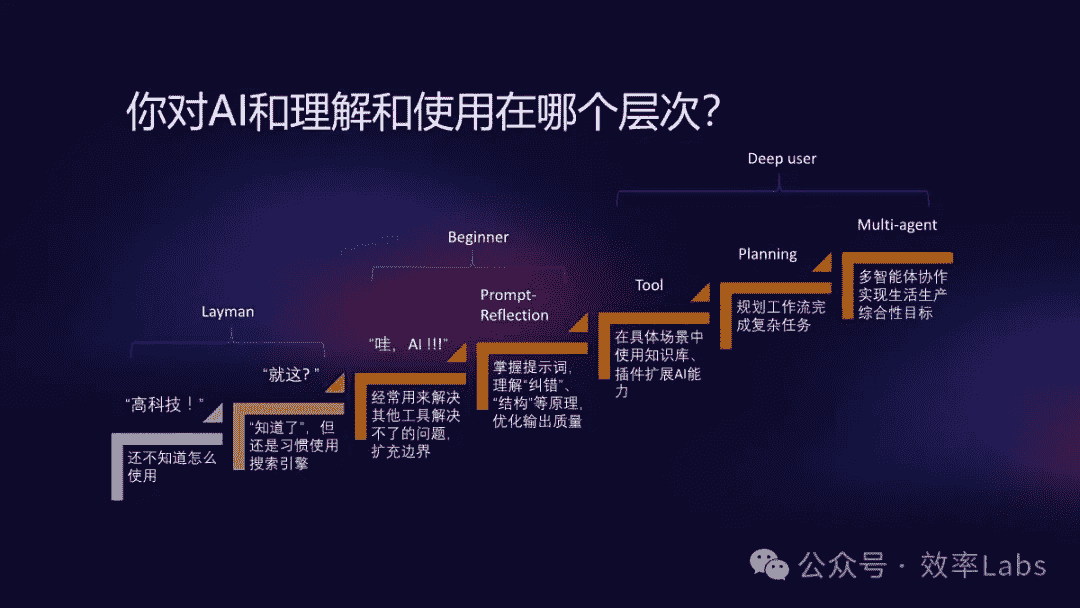 你对AI和理解和使用在哪个层次？
Deep user
Multi-agent
多智能体协作
实现生活生产
综合性目标
Planning
规划工作流完
成复杂任务
Tool
在具体场景中
使用知识库、
插件扩展AI能
力
Beginner
Prompt-
Reflection
掌握提示词，
理解“纠错”、
“结构”等原理，
优化输出质量
“哇，AI !!!”
经常用来解决
其他工具解决
不了的问题，
扩充边界
Layman
“就这? ”
“知道了”，但
还是习惯使用
搜索引擎
“高科技！”
还不知道怎么
使用
公众号 · 效率Labs